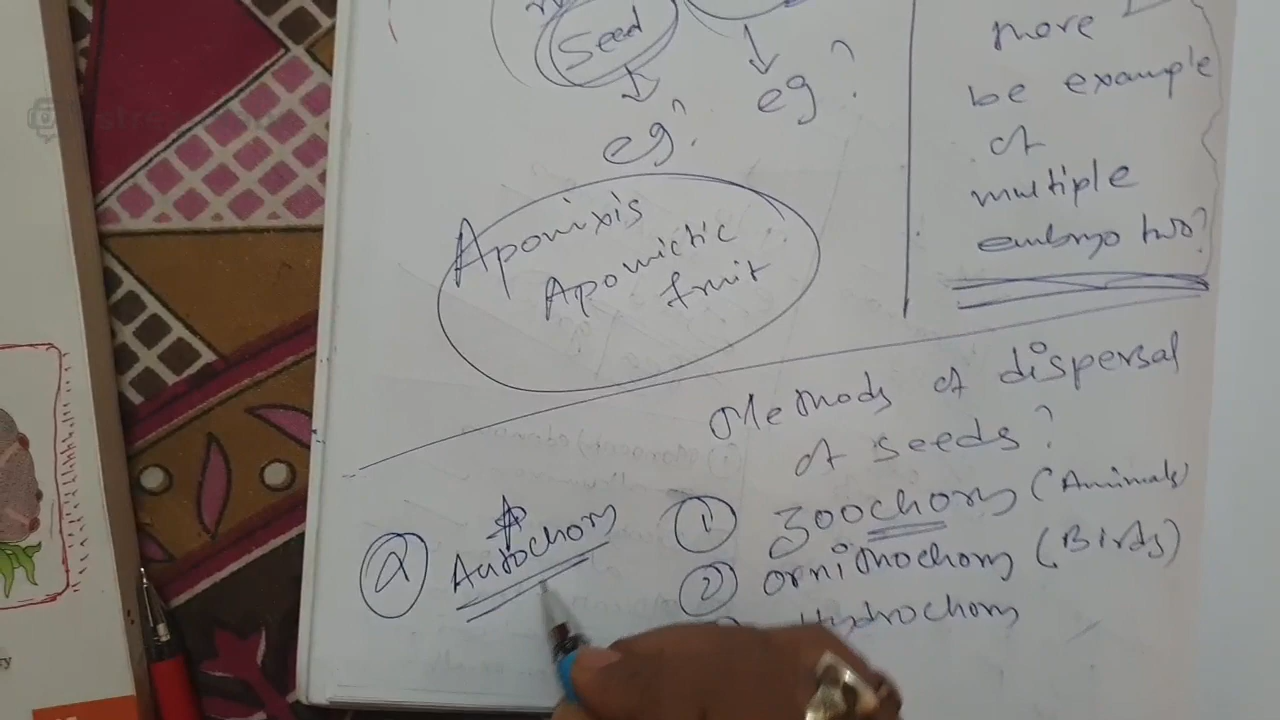 Seed
eg?
eg?
more
be example
of
multiple
embryo two?
Apomixis
Apomictic
fruit
Methods of dispersal
of seeds?
① Zoochory (Animals)
② Ornithochory (Birds)
Hydrochory
Autochory